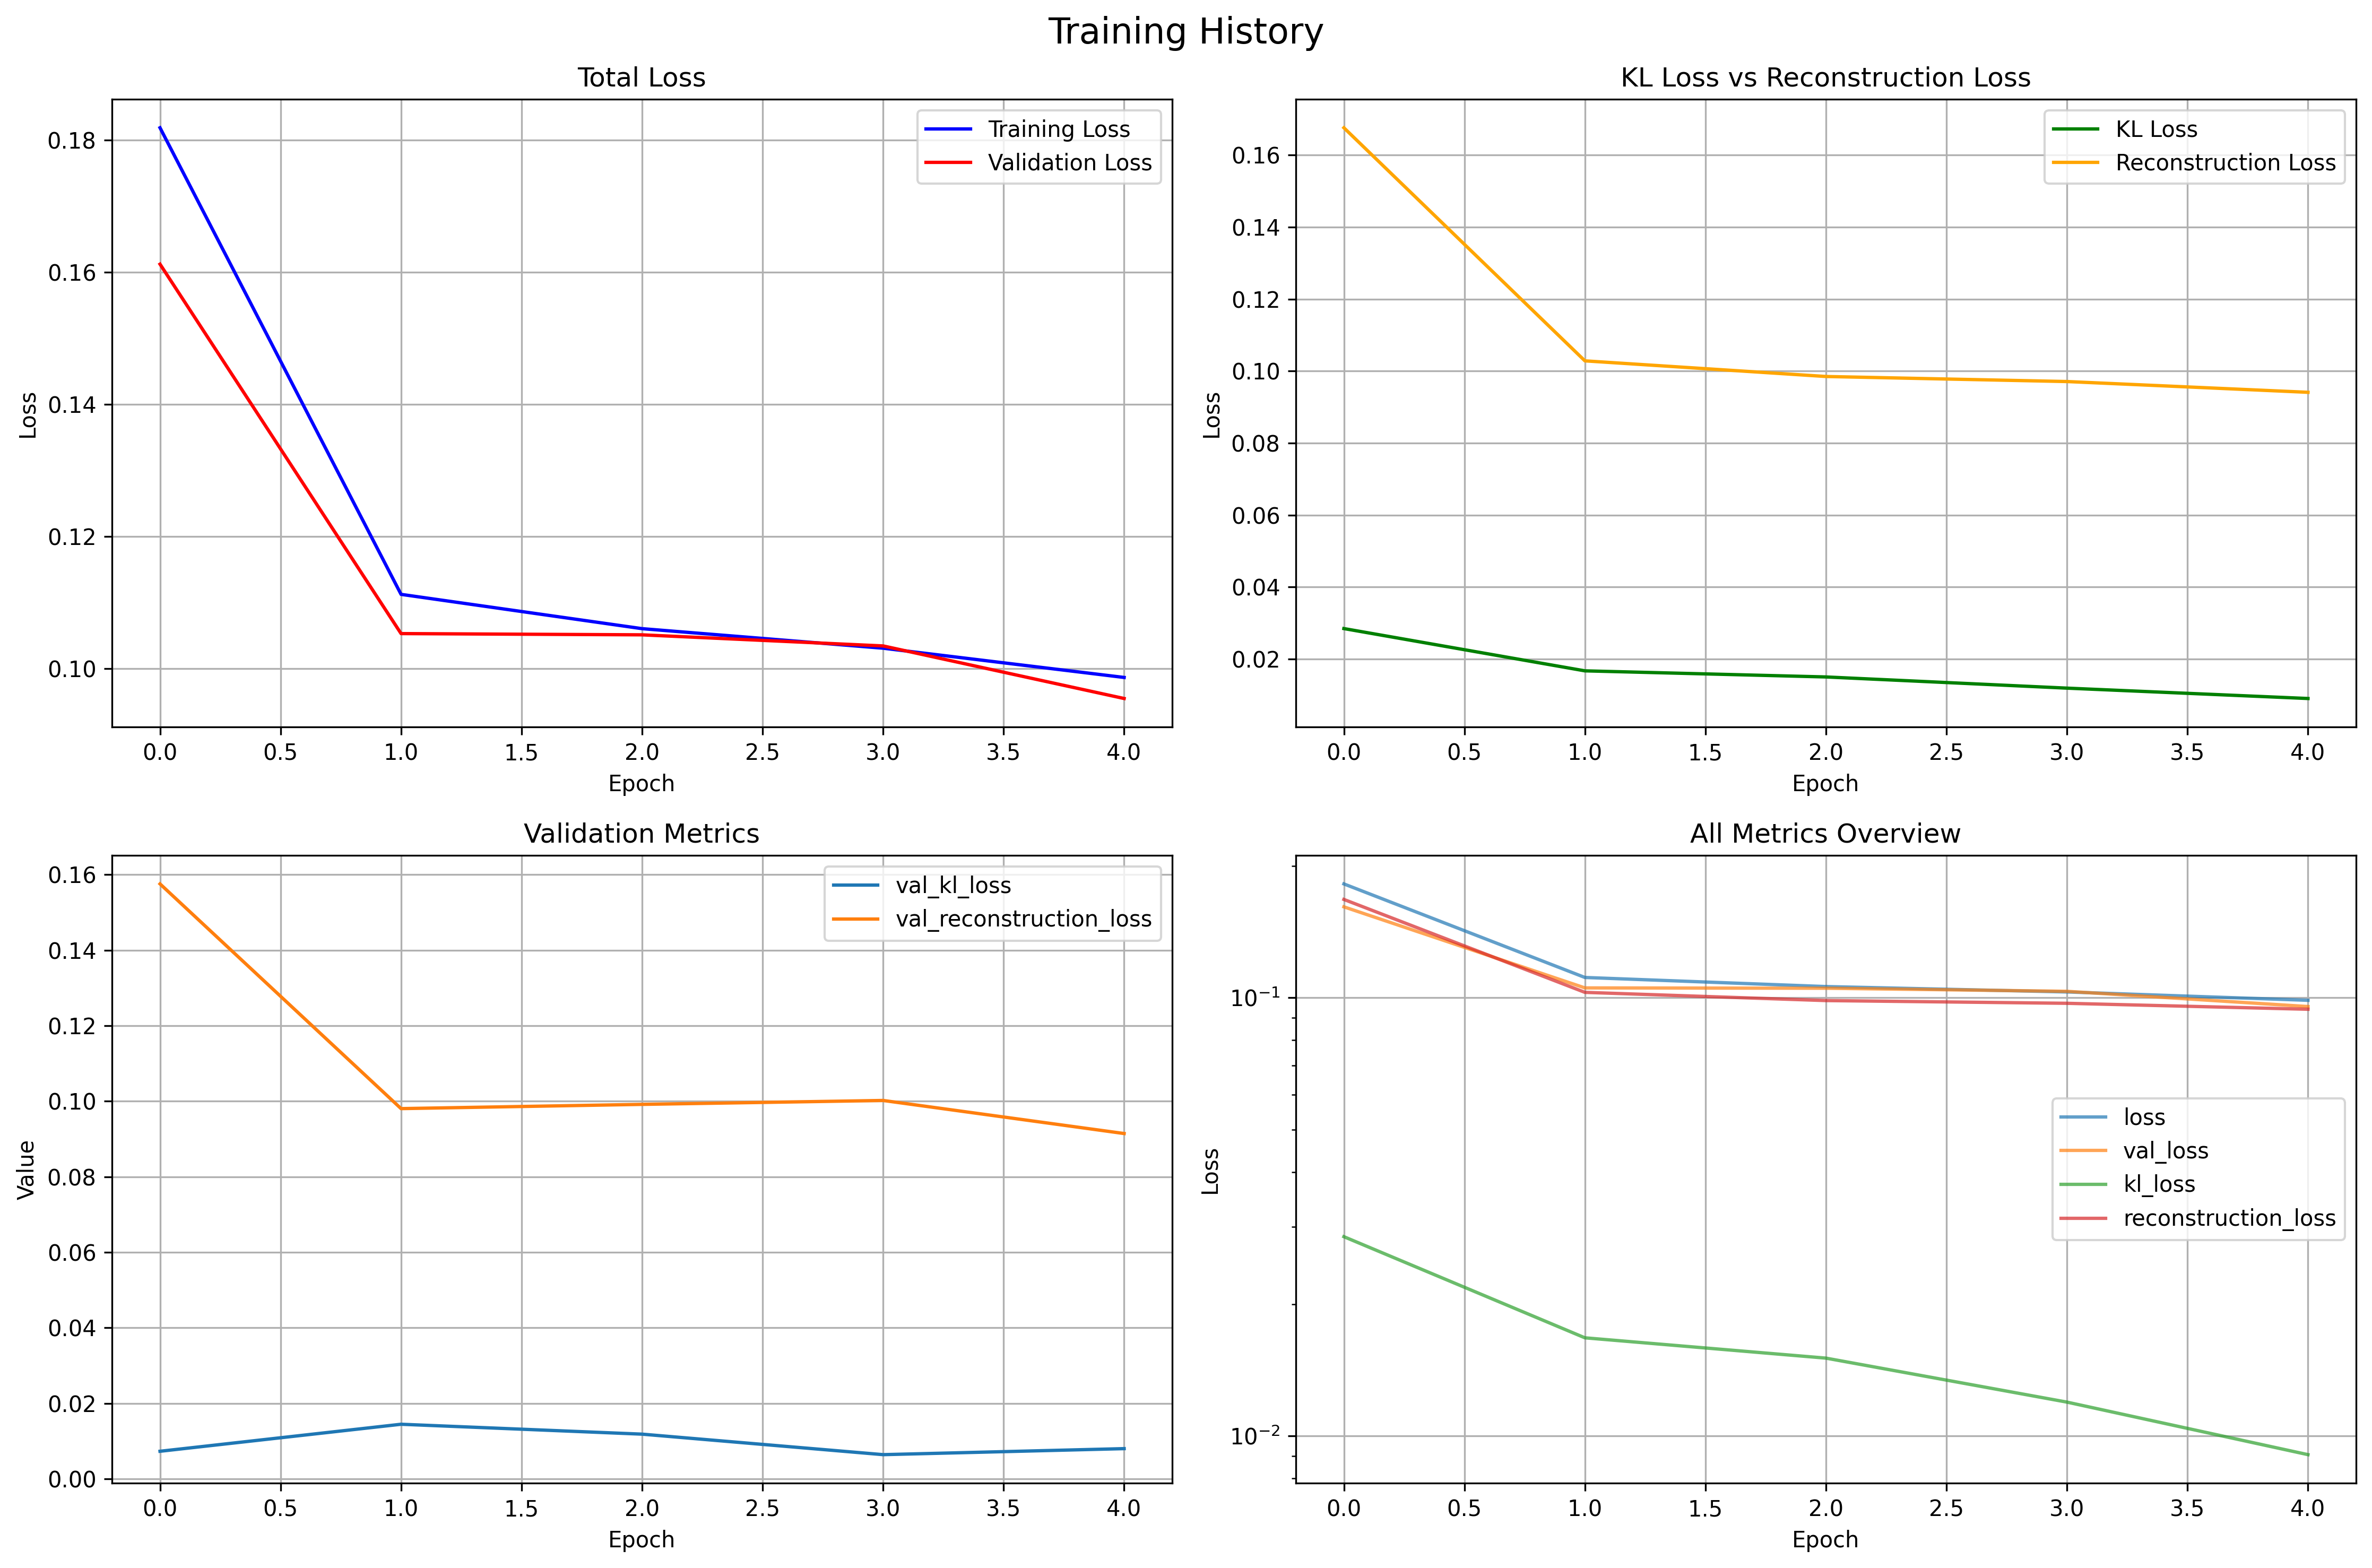 Training History
Total Loss
Loss
0.18
0.16
0.14
0.12
0.10
Training Loss
Validation Loss
0.0 0.5 1.0 1.5 2.0 2.5 3.0 3.5 4.0
Epoch
KL Loss vs Reconstruction Loss
Loss
0.16
0.14
0.12
0.10
0.08
0.06
0.04
0.02
KL Loss
Reconstruction Loss
0.0 0.5 1.0 1.5 2.0 2.5 3.0 3.5 4.0
Epoch
Validation Metrics
Value
0.16
0.14
0.12
0.10
0.08
0.06
0.04
0.02
0.00
val_kl_loss
val_reconstruction_loss
0.0 0.5 1.0 1.5 2.0 2.5 3.0 3.5 4.0
Epoch
All Metrics Overview
Loss
10⁻¹
10⁻²
loss
val_loss
kl_loss
reconstruction_loss
0.0 0.5 1.0 1.5 2.0 2.5 3.0 3.5 4.0
Epoch